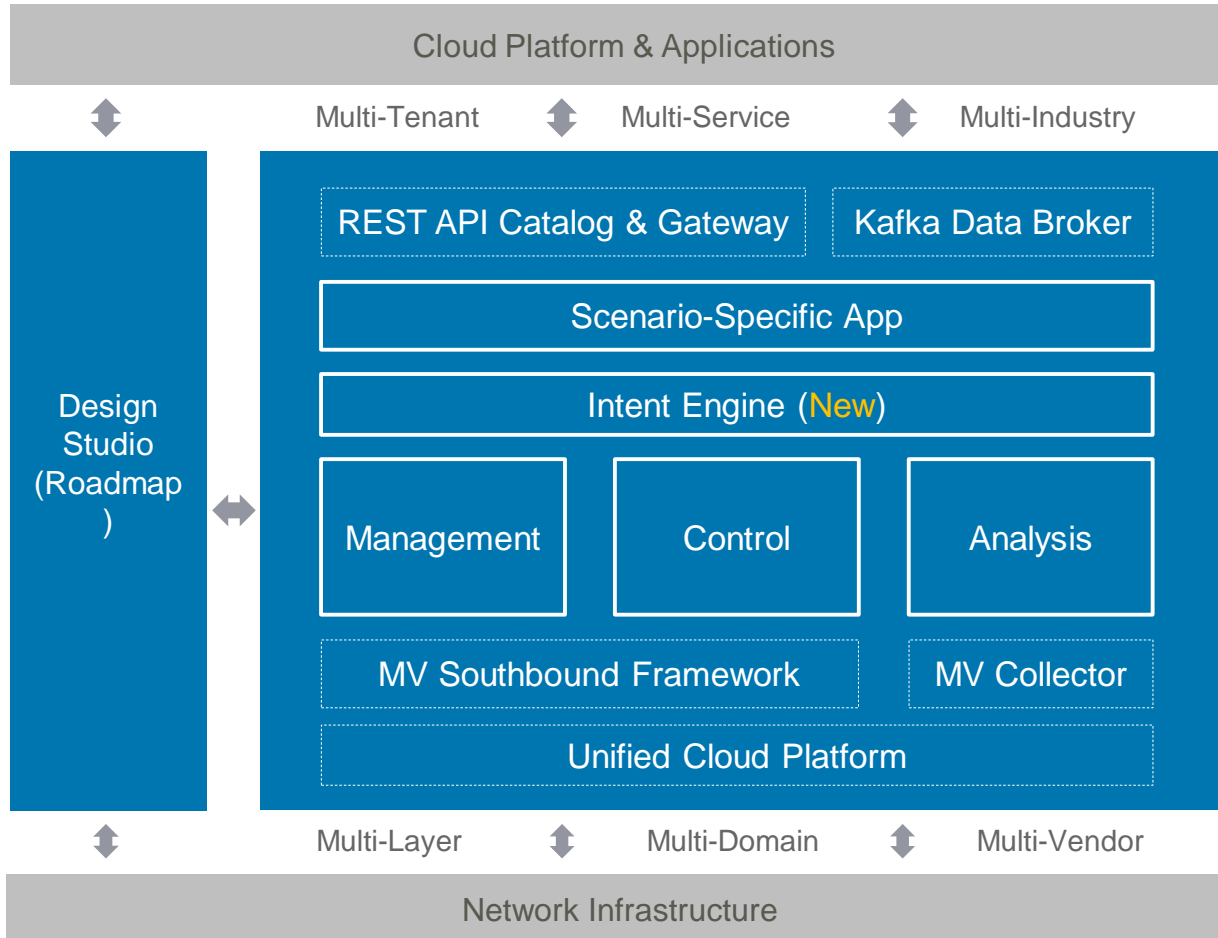 Cloud Platform & Applications
Multi-Tenant
Multi-Service
Multi-Industry
REST API Catalog & Gateway
Kafka Data Broker
Scenario-Specific App
Intent Engine (New)
Design
Studio
(Roadmap
)
Management
Control
Analysis
MV Southbound Framework
MV Collector
Unified Cloud Platform
Multi-Layer
Multi-Domain
Multi-Vendor
Network Infrastructure